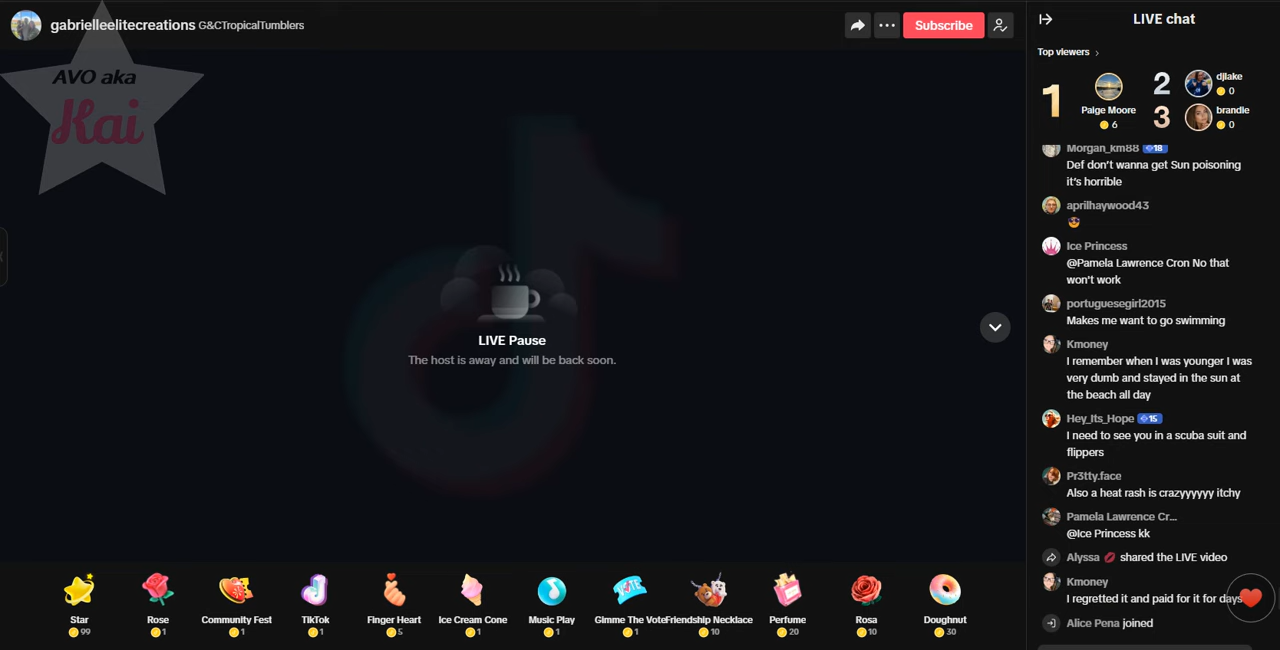 gabrielleelitecreations G&CTropicalTumblers
Subscribe
AVO aka
Kai
LIVE Pause
The host is away and will be back soon.
Star
99
Rose
1
Community Fest
1
TikTok
1
Finger Heart
5
Ice Cream Cone
1
Music Play
1
Gimme The Vote
1
Friendship Necklace
10
Perfume
20
Rosa
10
Doughnut
30
LIVE chat
Top viewers
1
Paige Moore
6
2
djlake
0
3
brandie
0
Morgan_km88 18
Def don't wanna get Sun poisoning
it's horrible
aprilhaywood43
Ice Princess
@Pamela Lawrence Cron No that
won't work
portuguesegirl2015
Makes me want to go swimming
Kmoney
I remember when I was younger I was
very dumb and stayed in the sun at
the beach all day
Hey_Its_Hope 15
I need to see you in a scuba suit and
flippers
Pr3tty.face
Also a heat rash is crazyyyyyy itchy
Pamela Lawrence Cr...
@Ice Princess kk
Alyssa 💋 shared the LIVE video
Kmoney
I regretted it and paid for it for days
Alice Pena joined